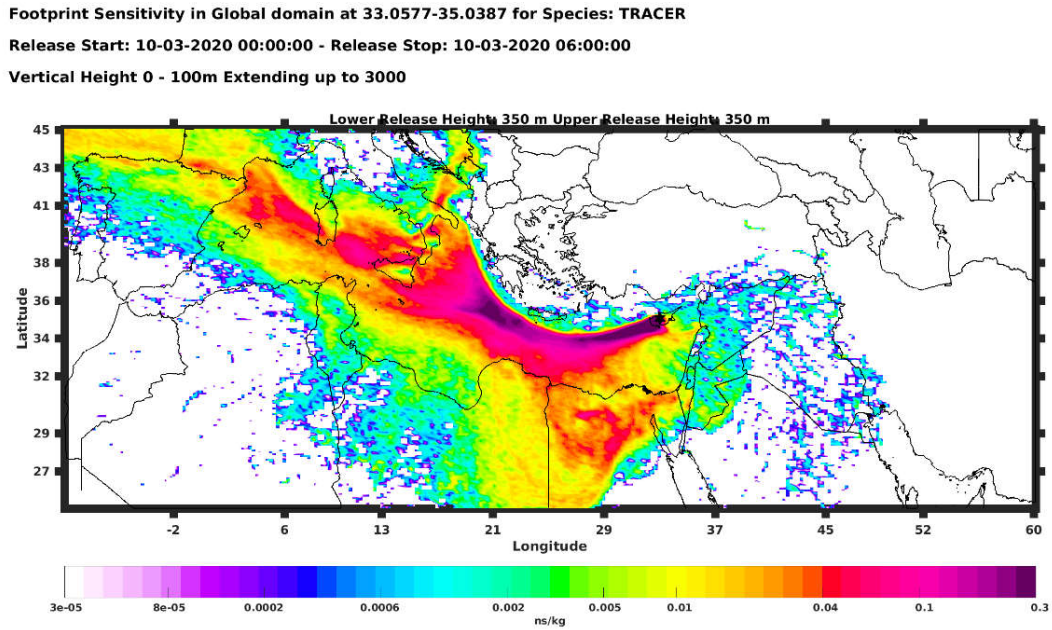 Footprint Sensitivity in Global domain at 33.0577-35.0387 for Species: TRACER
Release Start: 10-03-2020 00:00:00 - Release Stop: 10-03-2020 06:00:00
Vertical Height 0 - 100m Extending up to 3000
Lower Release Height: 350 m Upper Release Height: 350 m
45
43
41
38
36
34
32
29
27
Latitude
-2 6 13 21 29 37 45 52 60
Longitude
3e-05 8e-05 0.0002 0.0006 0.002 0.005 0.01 0.04 0.1 0.3
ns/kg